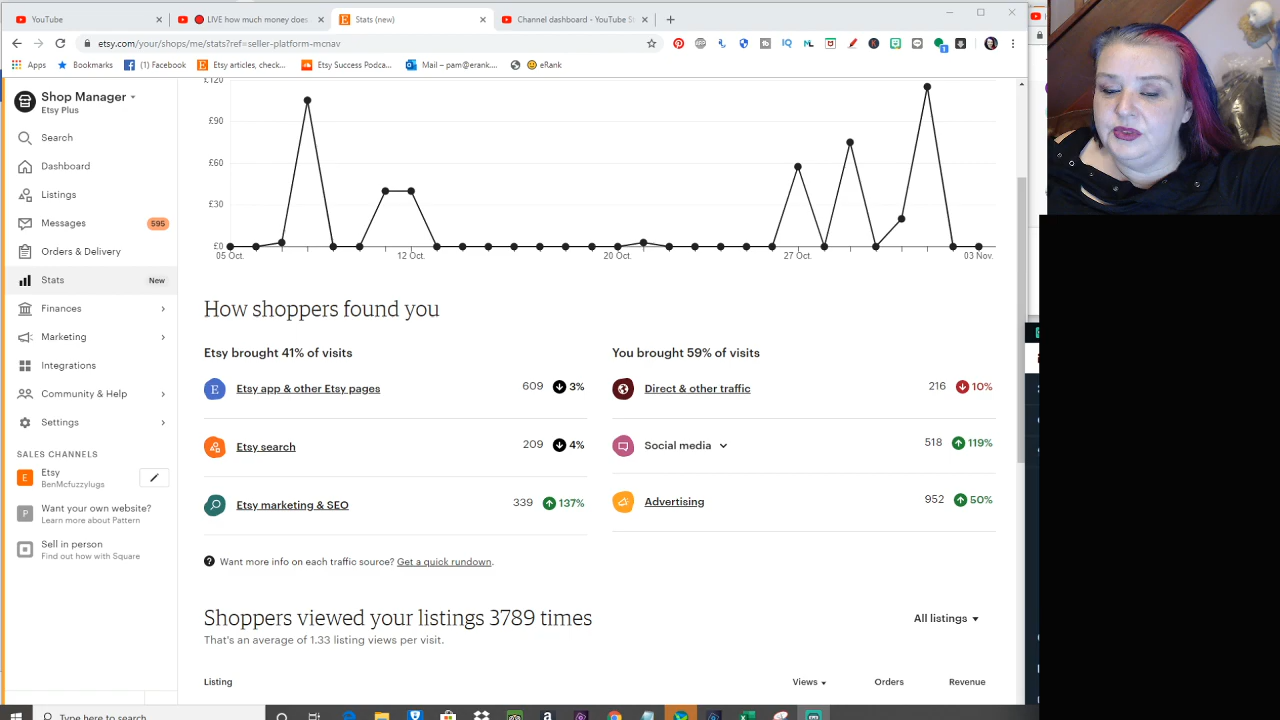 YouTube
LIVE how much money does
Stats (new)
Channel dashboard - YouTube St
etsy.com/your/shops/me/stats?ref=seller-platform-mcnav
Apps
Bookmarks
(1) Facebook
Etsy articles, check...
Etsy Success Podca...
Mail – pam@erank....
eRank
Shop Manager
Etsy Plus
Search
Dashboard
Listings
Messages 595
Orders & Delivery
Stats New
Finances
Marketing
Integrations
Community & Help
Settings
SALES CHANNELS
Etsy
BenMcfuzzylugs
Want your own website?
Learn more about Pattern
Sell in person
Find out how with Square
£120
£90
£60
£30
£0
05 Oct. 12 Oct. 20 Oct. 27 Oct. 03 Nov.
How shoppers found you
Etsy brought 41% of visits
Etsy app & other Etsy pages 609 3%
Etsy search 209 4%
Etsy marketing & SEO 339 137%
You brought 59% of visits
Direct & other traffic 216 10%
Social media 518 119%
Advertising 952 50%
Want more info on each traffic source? Get a quick rundown.
Shoppers viewed your listings 3789 times
All listings
That's an average of 1.33 listing views per visit.
Listing Views Orders Revenue
Type here to search